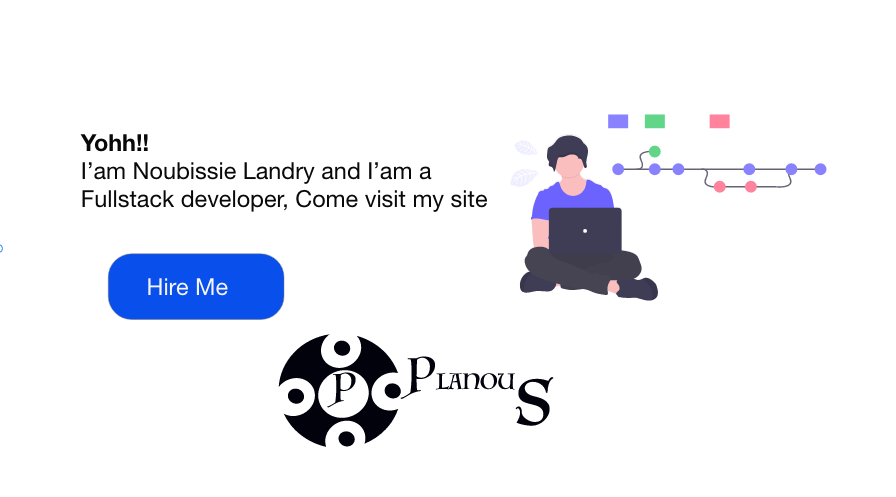 Yohh!!
I’am Noubissie Landry and I’am a
Fullstack developer, Come visit my site
Hire Me
P
PLANOUS